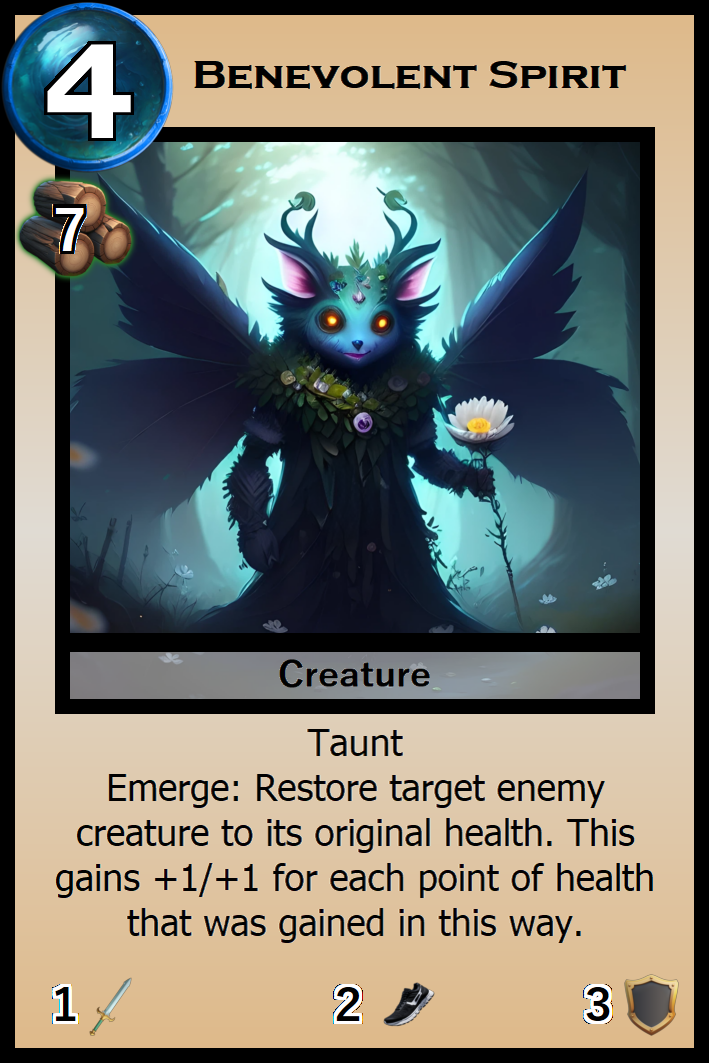 4
Benevolent Spirit
7
Creature
Taunt
Emerge: Restore target enemy
creature to its original health. This
gains +1/+1 for each point of health
that was gained in this way.
1 2 3